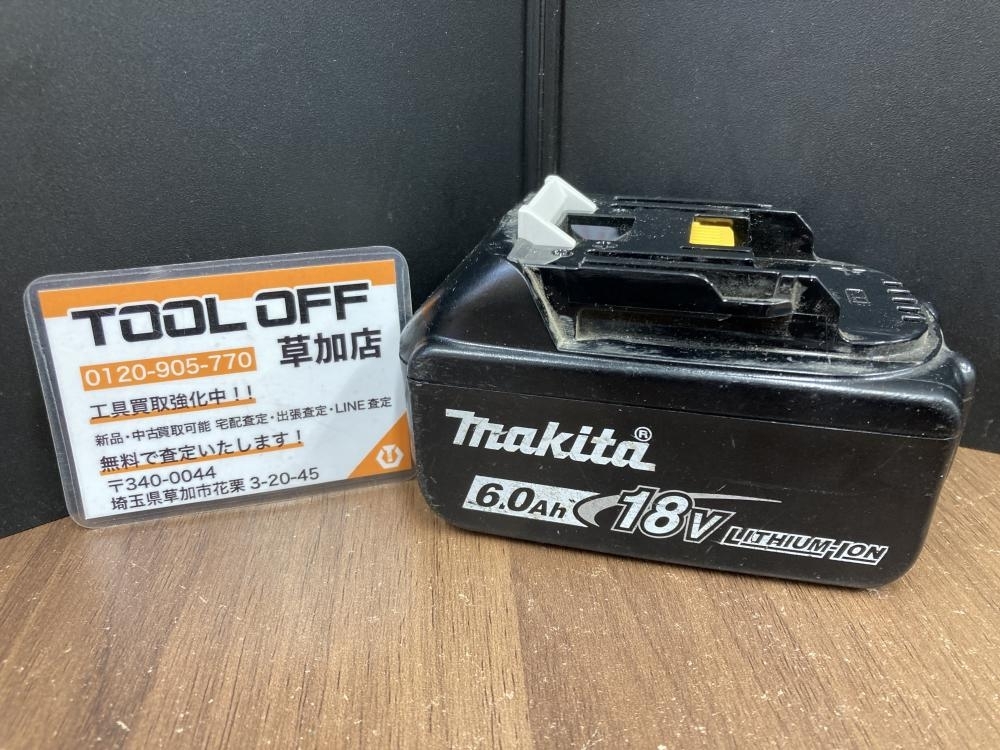 TOOL OFF
草加店
0120-905-770
工具買取強化中！！
新品・中古買取可能 宅配査定・出張査定・LINE査定
無料で査定いたします！
〒340-0044
埼玉県草加市花栗 3-20-45
makita®
6.0Ah 18V LITHIUM-ION